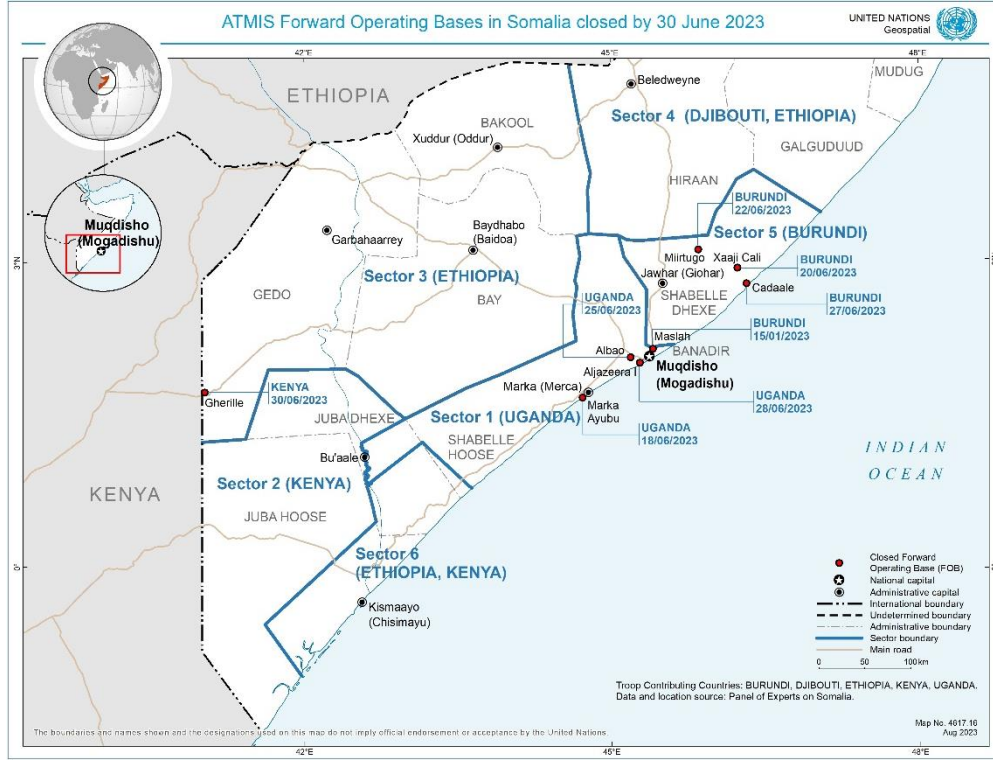 ATMIS Forward Operating Bases in Somalia closed by 30 June 2023
UNITED NATIONS
Geospatial
42°E
45°E
48°E
MUDUG
ETHIOPIA
Beledweyne
BAKOOL
Sector 4 (DJIBOUTI, ETHIOPIA)
Xuddur (Oddur)
GALGUDUUD
HIRAAN
BURUNDI
22/06/2023
Muqdisho
(Mogadishu)
Garbahaarrey
Baydhabo
(Baidoa)
Sector 5 (BURUNDI)
Miirtugo
Xaaji Cali
BURUNDI
20/06/2023
3°N
Sector 3 (ETHIOPIA)
Jawhar (Giohar)
Cadaale
GEDO
BAY
UGANDA
25/06/2023
SHABELLE
DHEXE
BURUNDI
27/06/2023
BURUNDI
15/01/2023
Maslah
Albao
BANADIR
Aljazeera I
Muqdisho
(Mogadishu)
KENYA
30/06/2023
Gherille
Marka (Merca)
Marka
Ayubu
UGANDA
28/06/2023
JUBA DHEXE
Sector 1 (UGANDA)
UGANDA
18/06/2023
SHABELLE
HOOSE
Bu'aale
INDIAN
OCEAN
KENYA
Sector 2 (KENYA)
JUBA HOOSE
Sector 6
(ETHIOPIA, KENYA)
0°
Kismaayo
(Chisimayu)
Closed Forward
Operating Base (FOB)
National capital
Administrative capital
International boundary
Undetermined boundary
Administrative boundary
Sector boundary
Main road
0 50 100km
Troop Contributing Countries: BURUNDI, DJIBOUTI, ETHIOPIA, KENYA, UGANDA.
Data and location source: Panel of Experts on Somalia.
The boundaries and names shown and the designations used on this map do not imply official endorsement or acceptance by the United Nations.
Map No. 4617.16
Aug 2023
42°E
45°E
48°E